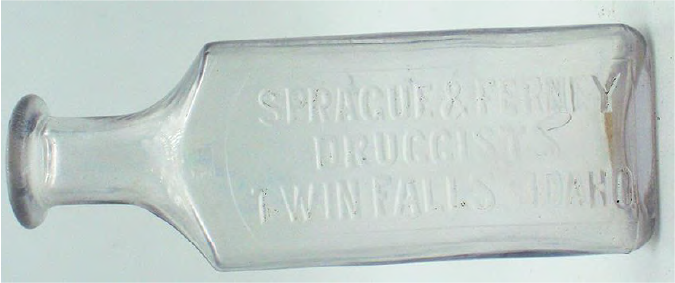 SPRAGUE & FERNEY
DRUGGISTS
TWIN FALLS IDAHO